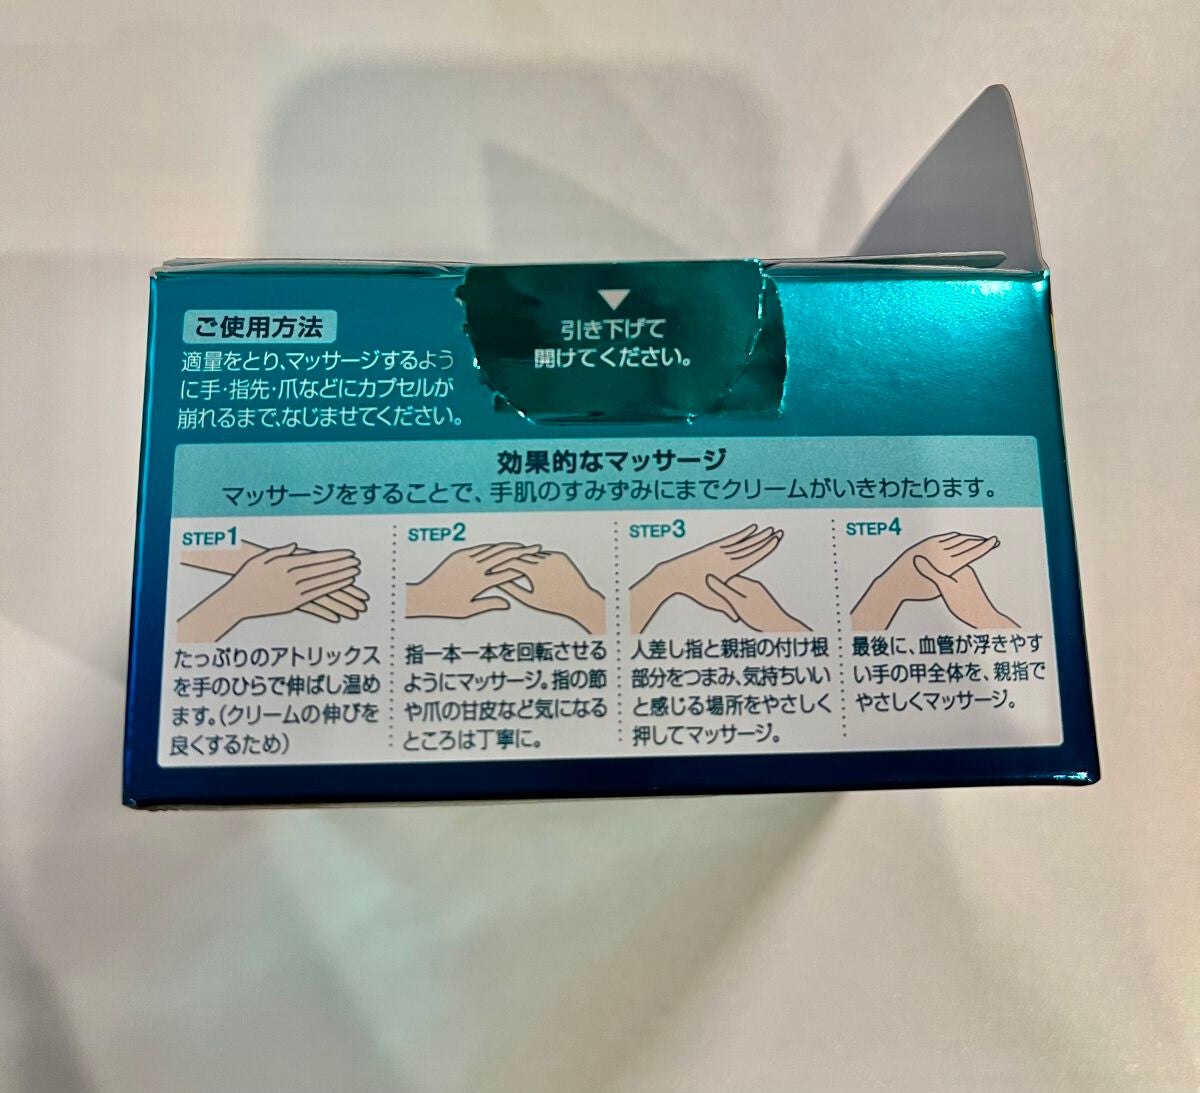 ▽
引き下げて
開けてください。
ご使用方法
適量をとり、マッサージするよう
に手・指先・爪などにカプセルが
崩れるまで、なじませてください。
効果的なマッサージ
マッサージをすることで、手肌のすみずみにまでクリームがいきわたります。
STEP1
たっぷりのアトリックス
を手のひらで伸ばし温め
ます。(クリームの伸びを
良くするため)
STEP2
指一本一本を回転させる
ようにマッサージ。指の節
や爪の甘皮など気になる
ところは丁寧に。
STEP3
人差し指と親指の付け根
部分をつまみ、気持ちいい
と感じる場所をやさしく
押してマッサージ。
STEP4
最後に、血管が浮きやす
い手の甲全体を、親指で
やさしくマッサージ。